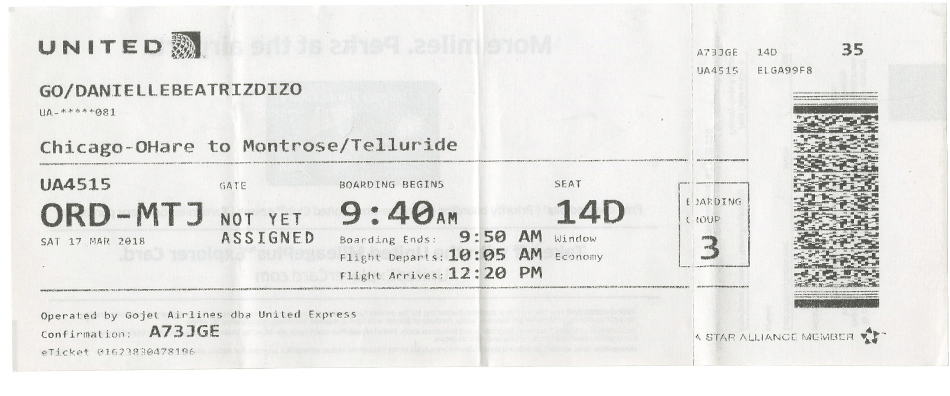 UNITED
GO/DANIELLEBEATRIZDIZO
UA-*****081
Chicago-OHare to Montrose/Telluride
UA4515
ORD-MTJ
SAT 17 MAR 2018
GATE
NOT YET
ASSIGNED
BOARDING BEGINS
9:40AM
Boarding Ends: 9:50 AM
Flight Departs: 10:05 AM
Flight Arrives: 12:20 PM
SEAT
14D
Window
Economy
Operated by Gojet Airlines dba United Express
Confirmation: A73JGE
eTicket 01623830478196
A73JGE 14D 35
UA4515 ELGA99F8
BOARDING
GROUP
3
A STAR ALLIANCE MEMBER